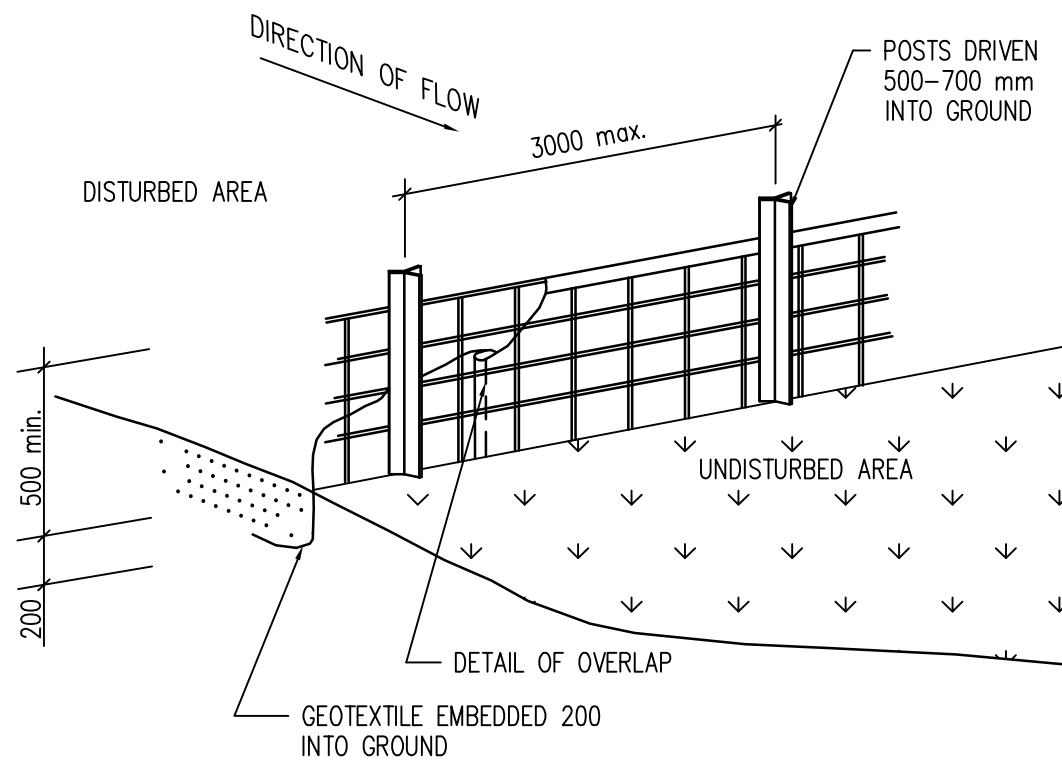 DIRECTION OF FLOW
POSTS DRIVEN
500-700 mm
INTO GROUND
3000 max.
DISTURBED AREA
500 min.
UNDISTURBED AREA
200
DETAIL OF OVERLAP
GEOTEXTILE EMBEDDED 200
INTO GROUND